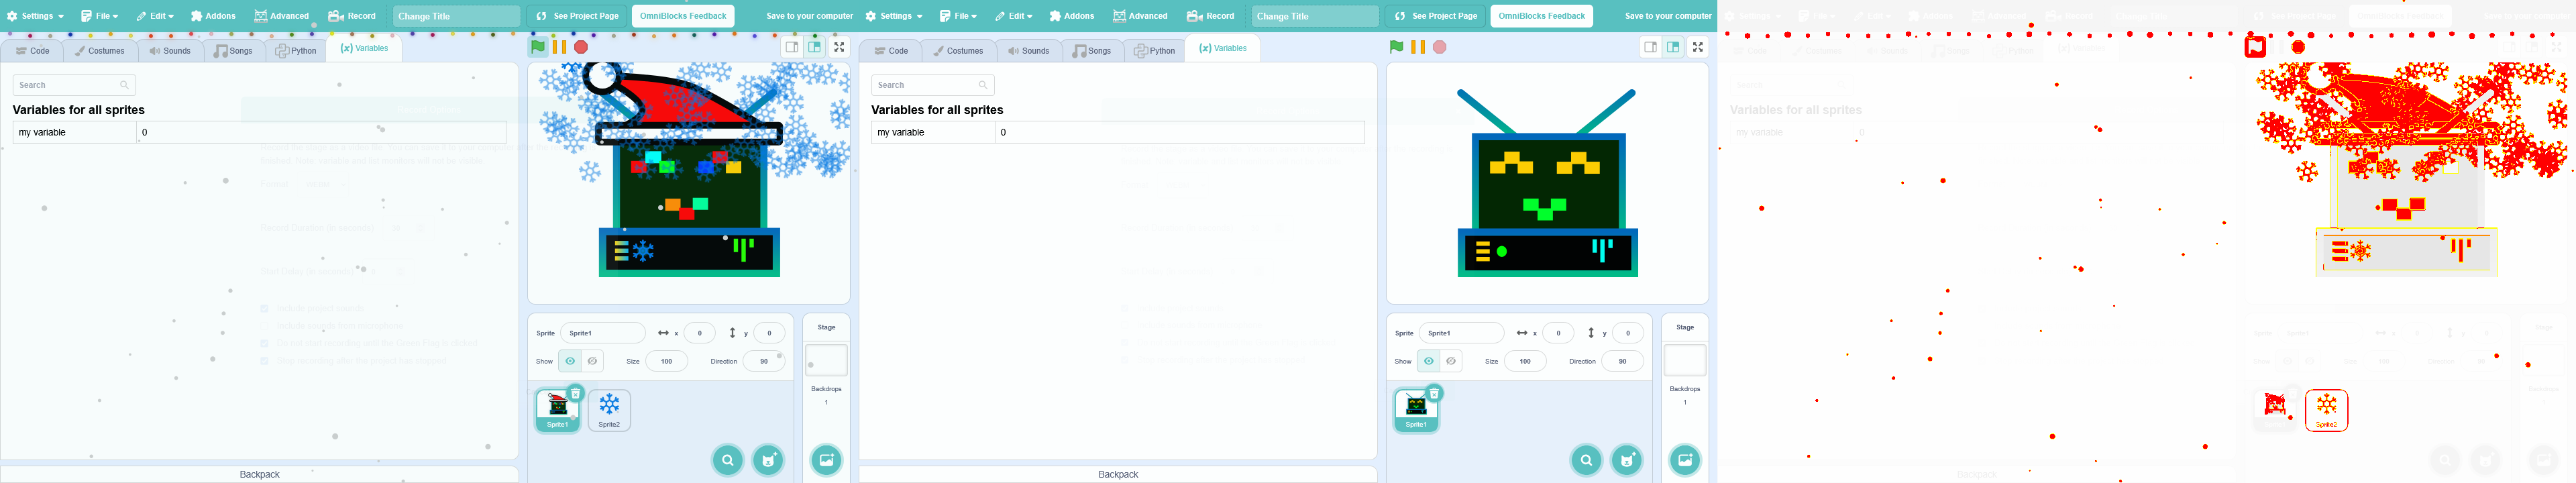 Settings File Edit Addons Advanced Record Change Title See Project Page OmniBlocks Feedback Save to your computer
Code Costumes Sounds Songs Python (x) Variables
Search
Variables for all sprites
my variable 0
Sprite Sprite1 x 0 y 0
Show Size 100 Direction 90
Stage
Backdrops
1
Sprite1 Sprite2
Backpack
Settings File Edit Addons Advanced Record Change Title See Project Page OmniBlocks Feedback Save to your computer
Code Costumes Sounds Songs Python (x) Variables
Search
Variables for all sprites
my variable 0
Sprite Sprite1 x 0 y 0
Show Size 100 Direction 90
Stage
Backdrops
1
Sprite1
Backpack
Variables for all sprites
my variable 0
Sprite2
Backpack